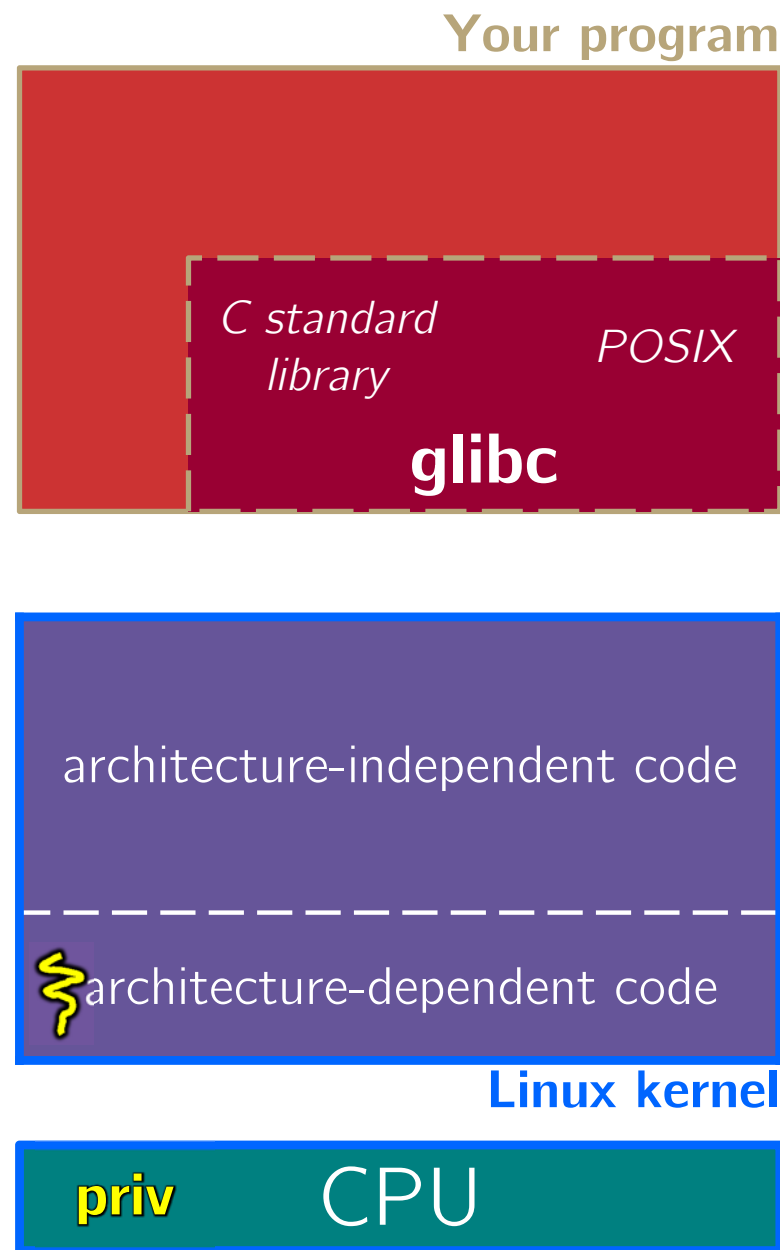 Your program
C standard
library
POSIX
glibc
architecture-independent code
architecture-dependent code
Linux kernel
priv
CPU